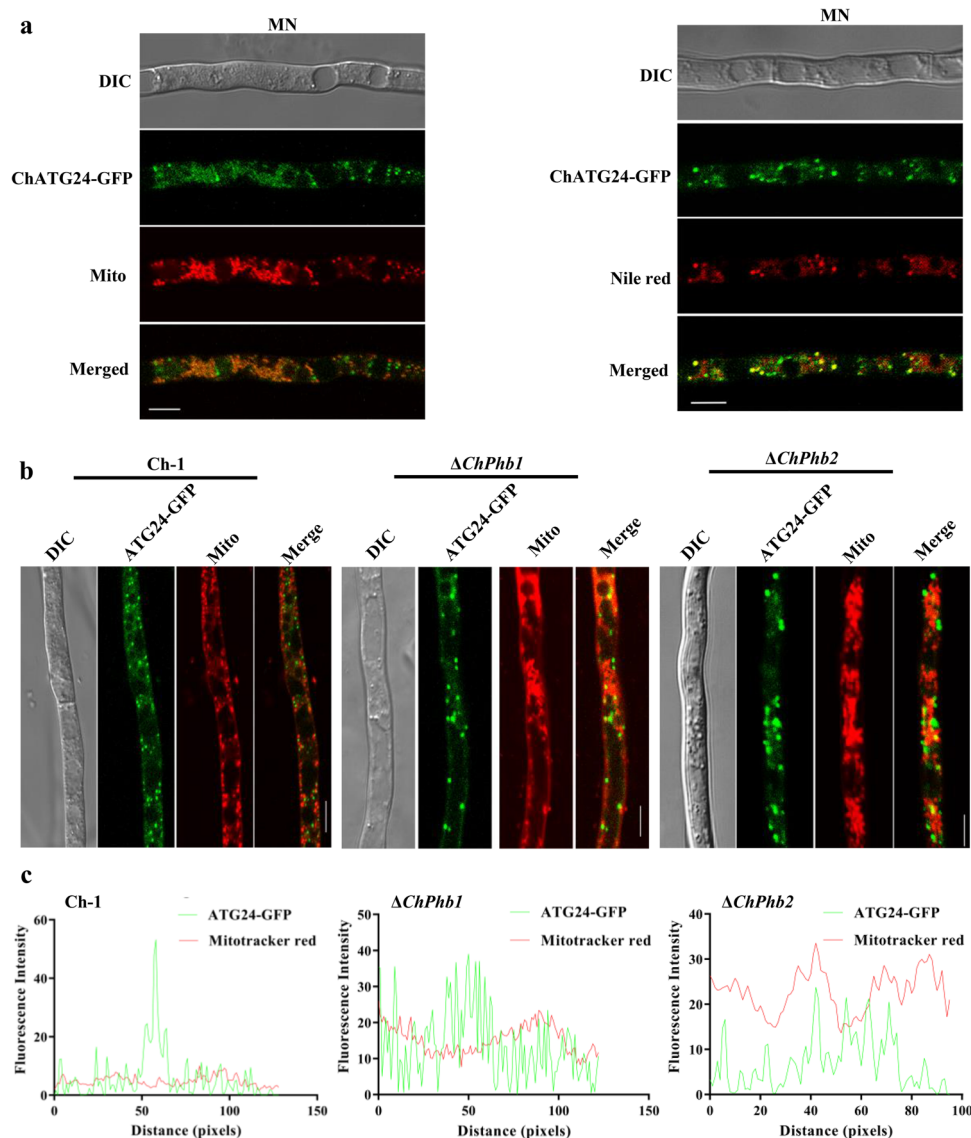 a
MN
DIC
ChATG24-GFP
Mito
Merged
MN
DIC
ChATG24-GFP
Nile red
Merged
b
Ch-1
DIC
ATG24-GFP
Mito
Merge
ΔChPhb1
DIC
ATG24-GFP
Mito
Merge
ΔChPhb2
DIC
ATG24-GFP
Mito
Merge
c
Ch-1
ATG24-GFP
Mitotracker red
Fluorescence Intensity
60
40
20
0
0 50 100 150
Distance (pixels)
ΔChPhb1
ATG24-GFP
Mitotracker red
Fluorescence Intensity
50
40
30
20
10
0
0 50 100 150
Distance (pixels)
ΔChPhb2
ATG24-GFP
Mitotracker red
Fluorescence Intensity
40
30
20
10
0
0 20 40 60 80 100
Distance (pixels)